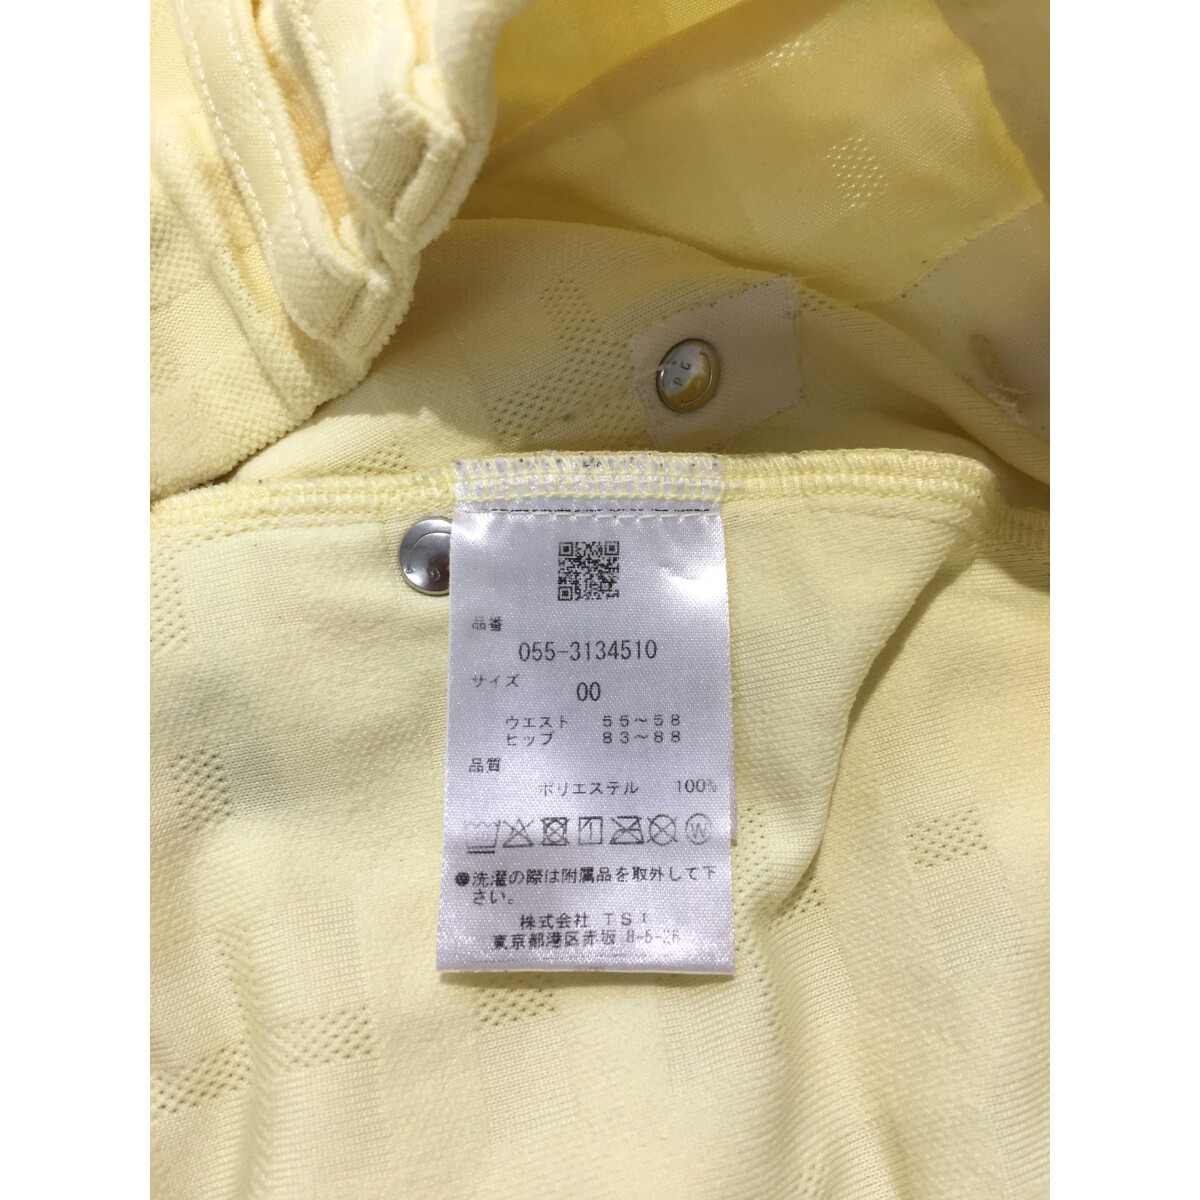 P G
品番
055-3134510
サイズ
00
ウエスト 55～58
ヒップ 83～88
品質
ポリエステル 100%
W
●洗濯の際は附属品を取外して下
さい。
株式会社 TSI
東京都港区赤坂 8-5-26